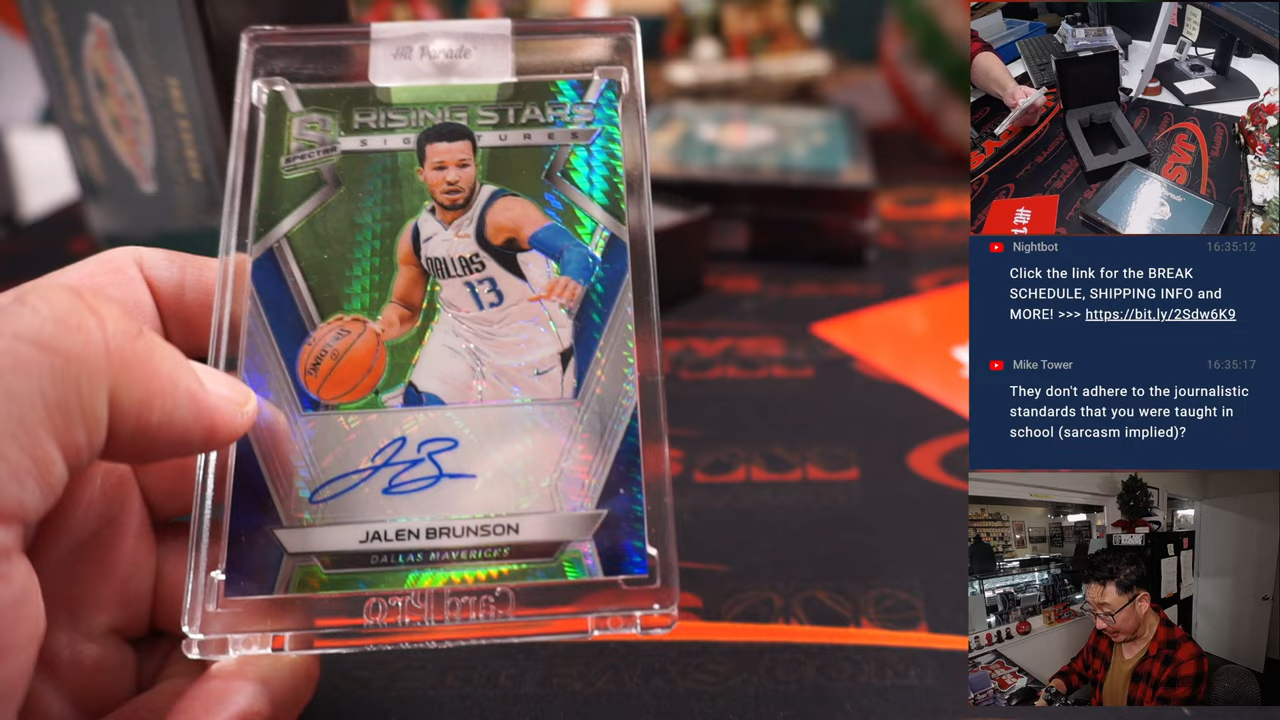 Hit Parade
RISING STARS
SIGNATURES
SPECTRA
DALLAS
13
SPALDING
JALEN BRUNSON
DALLAS MAVERICKS
Card Pro
Nightbot 16:35:12
Click the link for the BREAK
SCHEDULE, SHIPPING INFO and
MORE! >>> https://bit.ly/2Sdw6K9
Mike Tower 16:35:17
They don't adhere to the journalistic
standards that you were taught in
school (sarcasm implied)?